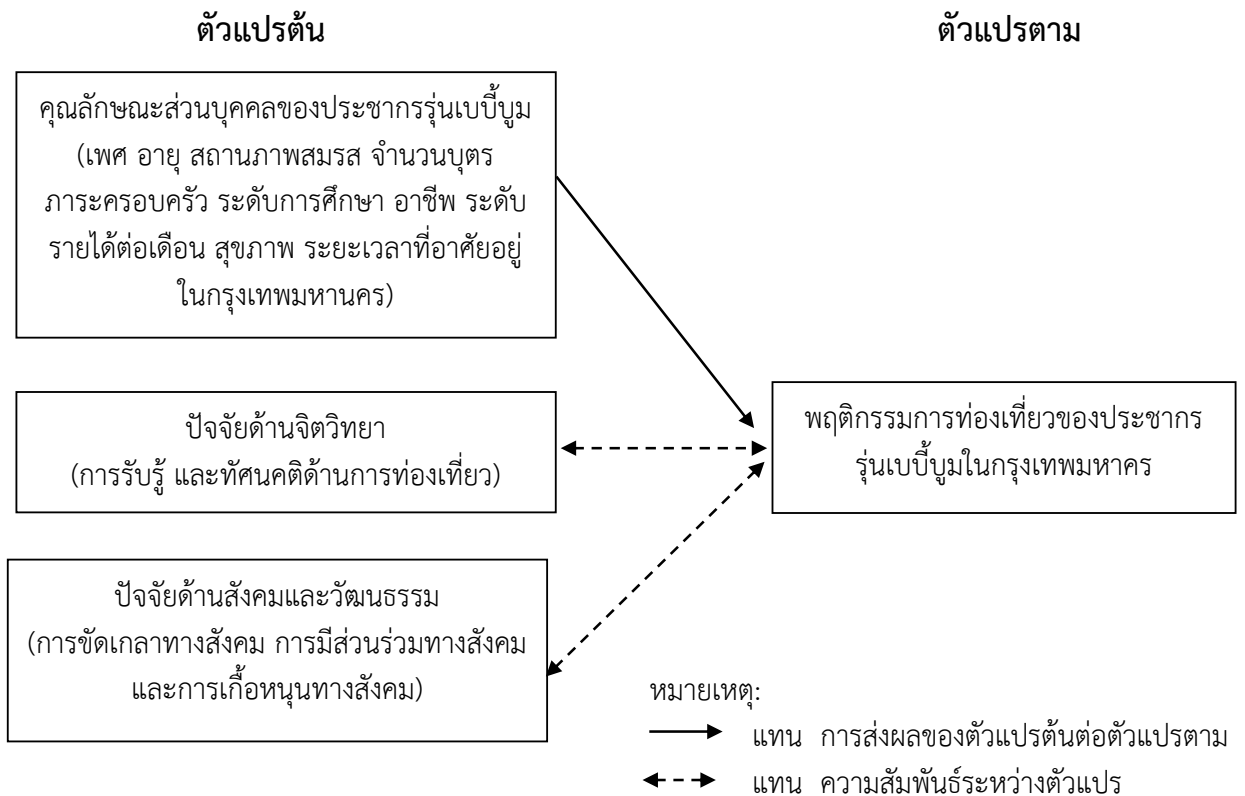 ตัวแปรต้น
ตัวแปรตาม
คุณลักษณะส่วนบุคคลของประชากรรุ่นเบบี้บูม
(เพศ อายุ สถานภาพสมรส จำนวนบุตร
ภาระครอบครัว ระดับการศึกษา อาชีพ ระดับ
รายได้ต่อเดือน สุขภาพ ระยะเวลาที่อาศัยอยู่
ในกรุงเทพมหานคร)
ปัจจัยด้านจิตวิทยา
(การรับรู้ และทัศนคติด้านการท่องเที่ยว)
พฤติกรรมการท่องเที่ยวของประชากร
รุ่นเบบี้บูมในกรุงเทพมหาคร
ปัจจัยด้านสังคมและวัฒนธรรม
(การขัดเกลาทางสังคม การมีส่วนร่วมทางสังคม
และการเกื้อหนุนทางสังคม)
หมายเหตุ:
แทน การส่งผลของตัวแปรต้นต่อตัวแปรตาม
แทน ความสัมพันธ์ระหว่างตัวแปร